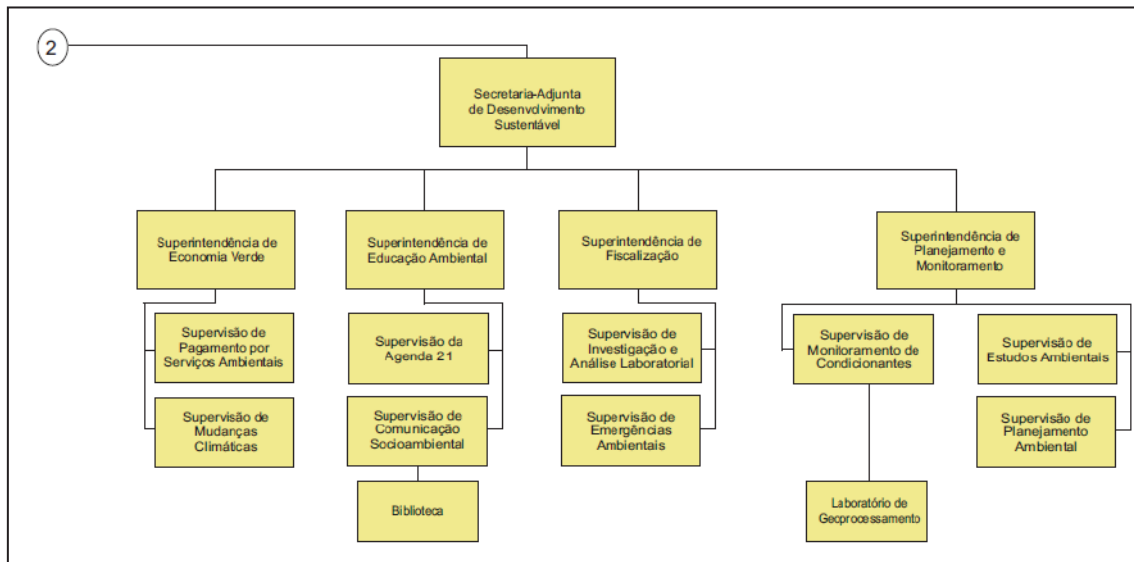 2
Secretaria-Adjunta
de Desenvolvimento
Sustentável
Superintendência de
Economia Verde
Superintendência de
Educação Ambiental
Superintendência de
Fiscalização
Superintendência de
Planejamento e
Monitoramento
Supervisão de
Pagamento por
Serviços Ambientais
Supervisão da
Agenda 21
Supervisão de
Investigação e
Análise Laboratorial
Supervisão de
Monitoramento de
Condicionantes
Supervisão de
Estudos Ambientais
Supervisão de
Mudanças
Climáticas
Supervisão de
Comunicação
Socioambiental
Supervisão de
Emergências
Ambientais
Supervisão de
Planejamento
Ambiental
Biblioteca
Laboratório de
Geoprocessamento